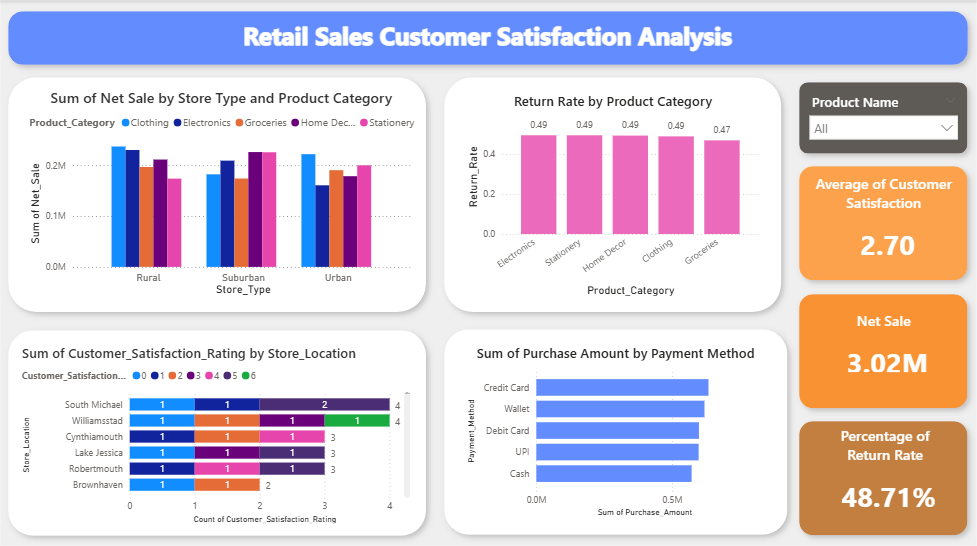 Retail Sales Customer Satisfaction Analysis
Sum of Net Sale by Store Type and Product Category
Product_Category Clothing Electronics Groceries Home Dec... Stationery
Sum of Net_Sale
0.2M
0.1M
0.0M
Rural Suburban Urban
Store_Type
Return Rate by Product Category
Return_Rate
0.4
0.2
0.0
0.49 0.49 0.49 0.49 0.47
Electronics Stationery Home Decor Clothing Groceries
Product_Category
Product Name
All
Average of Customer
Satisfaction
2.70
Net Sale
3.02M
Percentage of
Return Rate
48.71%
Sum of Customer_Satisfaction_Rating by Store_Location
Customer_Satisfaction... 0 1 2 3 4 5 6
Store_Location
South Michael 1 1 2 4
Williamsstad 1 1 1 1 4
Cynthiamouth 1 1 1 3
Lake Jessica 1 1 1 3
Robertmouth 1 1 1 3
Brownhaven 1 1 2
0 1 2 3 4
Count of Customer_Satisfaction_Rating
Sum of Purchase Amount by Payment Method
Payment_Method
Credit Card
Wallet
Debit Card
UPI
Cash
0.0M 0.5M
Sum of Purchase_Amount